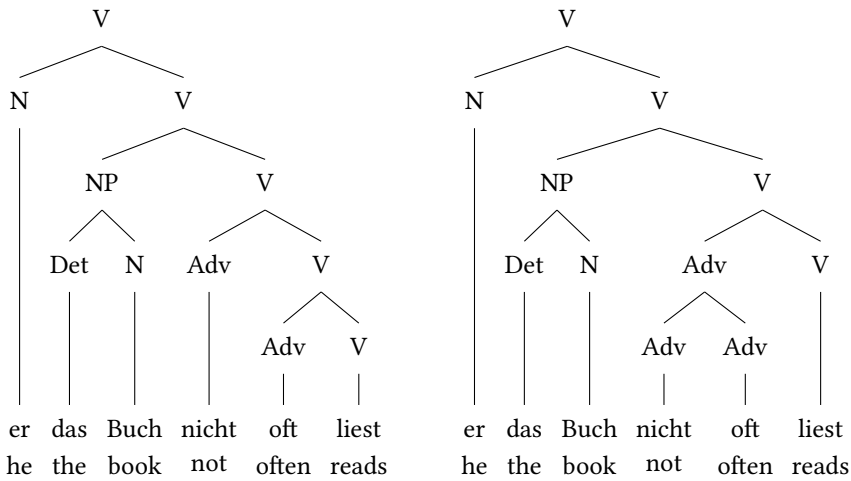 V V
N V N V
NP V NP V
Det N Adv V Det N Adv V
Adv V Adv Adv
er das Buch nicht oft liest er das Buch nicht oft liest
he the book not often reads he the book not often reads